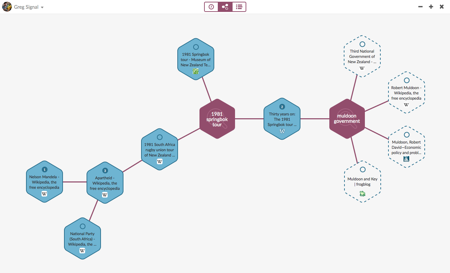 Greg Signal
1981 Springbok
tour - Museum of
New Zealand Te...
Third National
Government of
New Zealand - ...
Robert Muldoon -
Wikipedia, the
free encyclopedia
1981
springbok
tour
Thirty years on:
The 1981
Springbok tour -
muldoon
government
Muldoon, Robert
David—Economic
policy and probl...
1981 South Africa
rugby union tour
of New Zealand -...
Nelson Mandela -
Wikipedia, the
free encyclopedia
Apartheid -
Wikipedia, the
free encyclopedia
Muldoon and Key
| frogblog
National Party
(South Africa) -
Wikipedia, the...